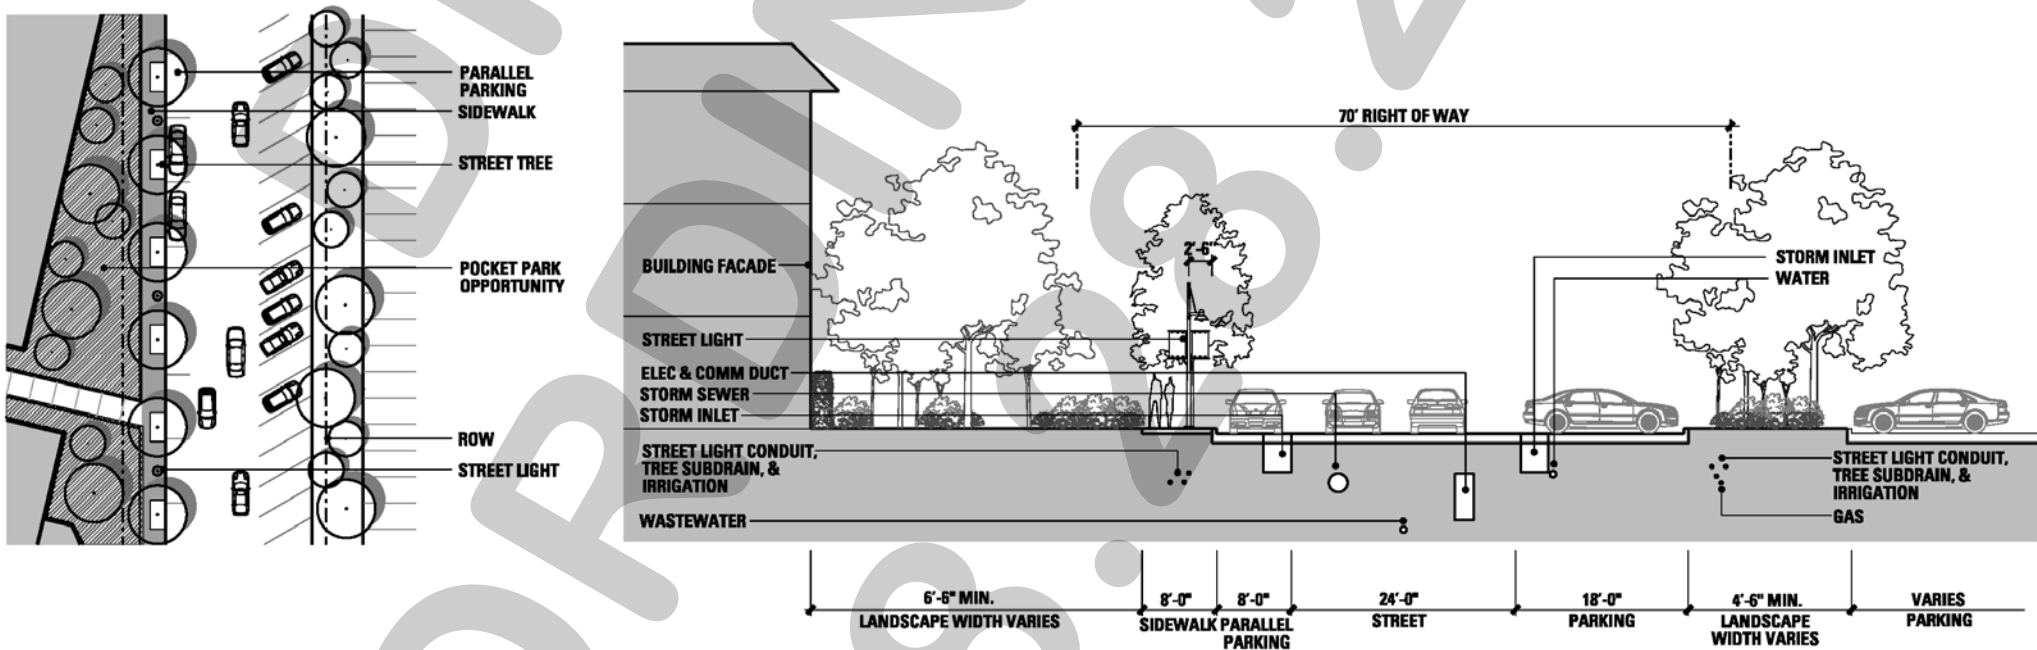 PARALLEL
PARKING
SIDEWALK
STREET TREE
POCKET PARK
OPPORTUNITY
ROW
STREET LIGHT
70' RIGHT OF WAY
2'-6"
BUILDING FACADE
STREET LIGHT
ELEC & COMM DUCT
STORM SEWER
STORM INLET
STREET LIGHT CONDUIT,
TREE SUBDRAIN, &
IRRIGATION
WASTEWATER
STORM INLET
WATER
STREET LIGHT CONDUIT,
TREE SUBDRAIN, &
IRRIGATION
GAS
6'-6" MIN.
LANDSCAPE WIDTH VARIES
8'-0"
SIDEWALK
8'-0"
PARALLEL
PARKING
24'-0"
STREET
18'-0"
PARKING
4'-6" MIN.
LANDSCAPE
WIDTH VARIES
VARIES
PARKING